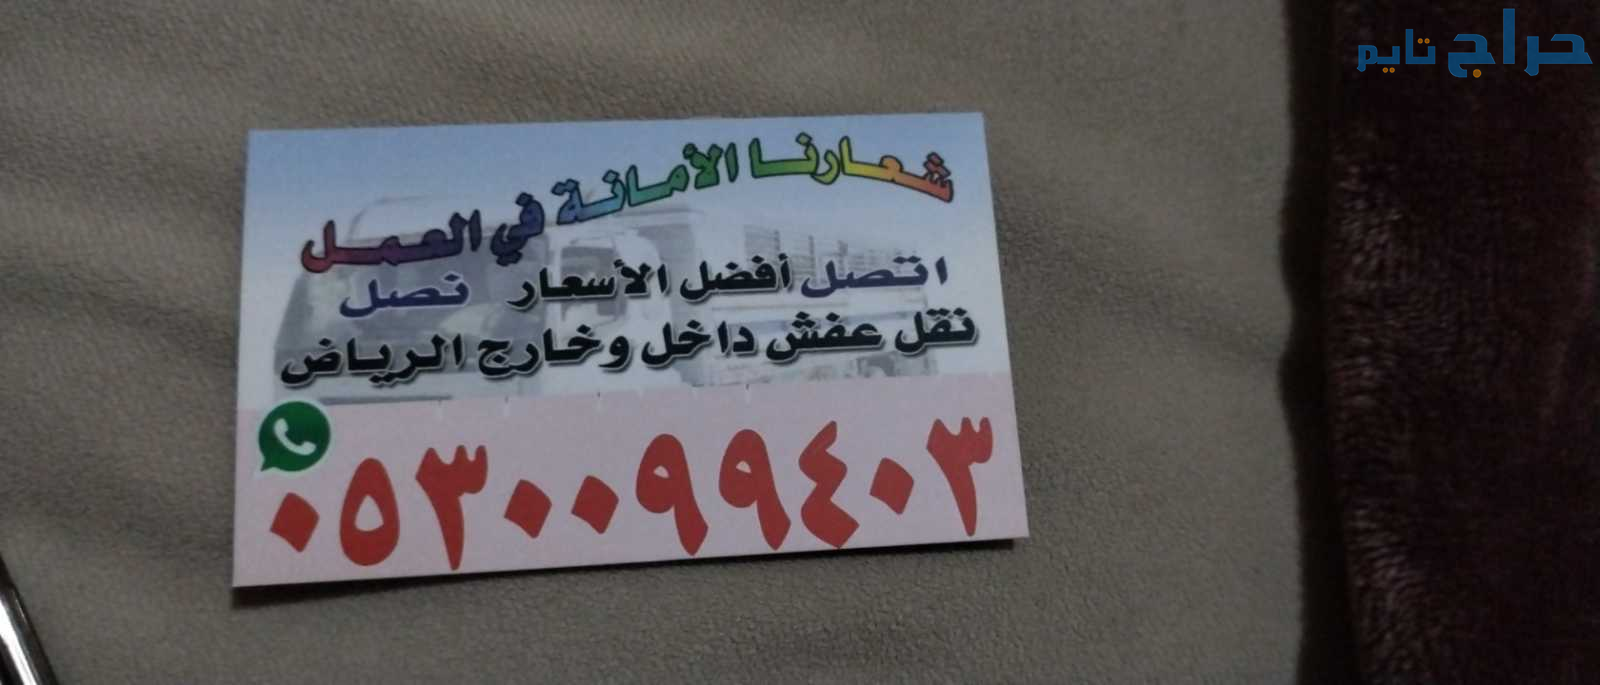 حراج تايم
شعارنا الأمانة في العمل
اتصل أفضل الأسعار نصل
نقل عفش داخل وخارج الرياض
٠٥٣٠٠٩٩٤٠٣